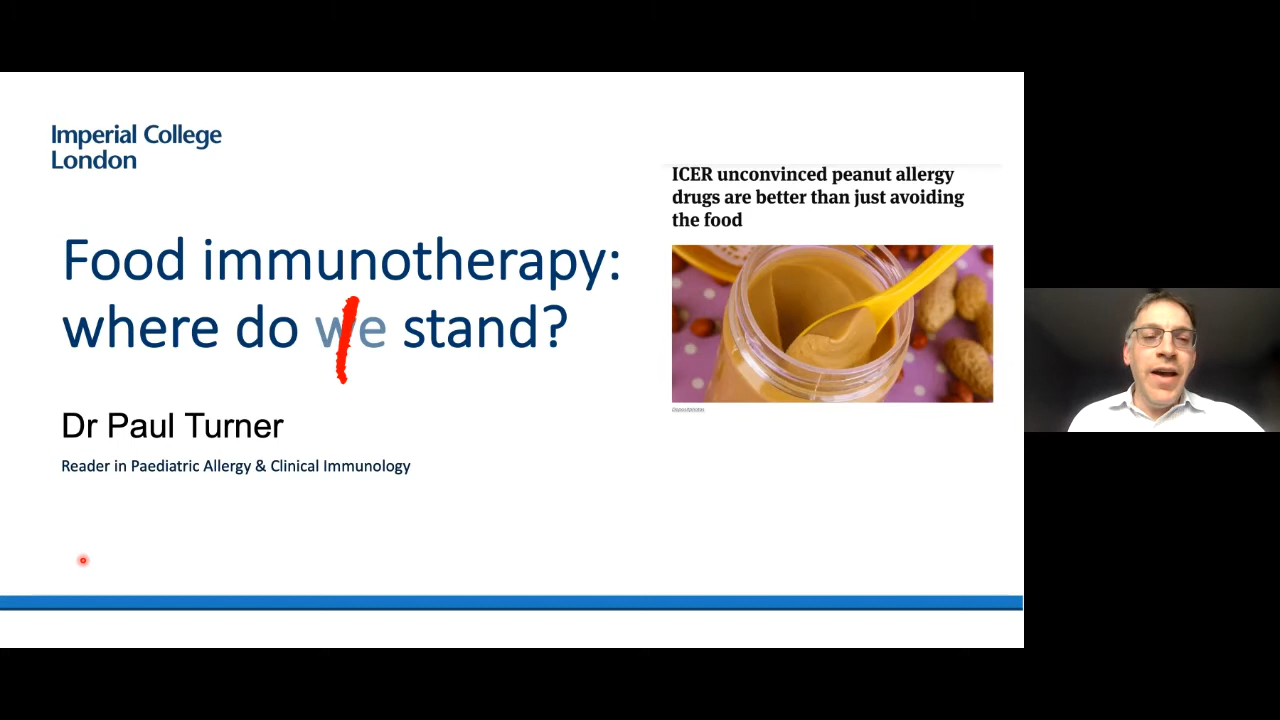 Imperial College
London
ICER unconvinced peanut allergy
drugs are better than just avoiding
the food
Food immunotherapy:
where do we stand?
Dr Paul Turner
Reader in Paediatric Allergy & Clinical Immunology